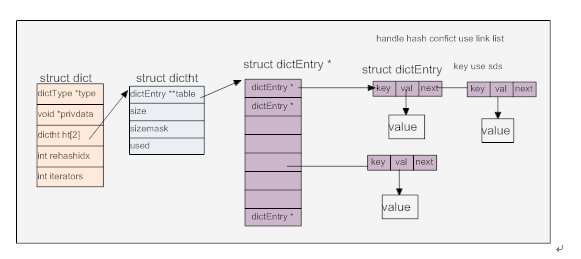 handle hash confict use link list
struct dictEntry *
struct dict
struct dictht
struct dictEntry
key use sds
dictType *type
void *privdata
dictht ht[2]
int rehashidx
int iterators
dictEntry **table
size
sizemask
used
dictEntry *
dictEntry *
dictEntry *
key val next
key val next
value
value
key val next
value